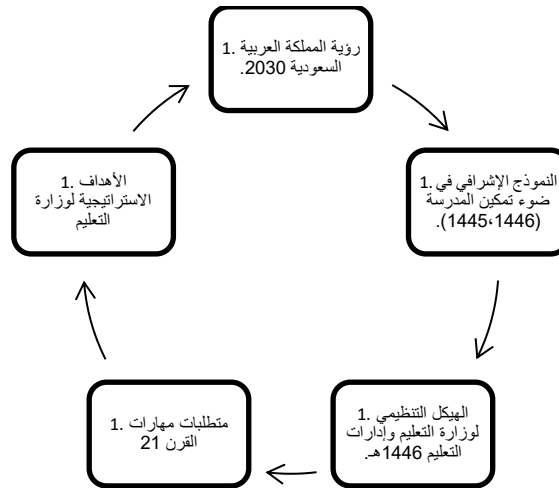 1. رؤية المملكة العربية
السعودية 2030.
1. النموذج الإشرافي في
ضوء تمكين المدرسة
(1445،1446).
1. الهيكل التنظيمي
لوزارة التعليم وإدارات
التعليم 1446هـ.
1. متطلبات مهارات
القرن 21
1. الأهداف
الاستراتيجية لوزارة
التعليم